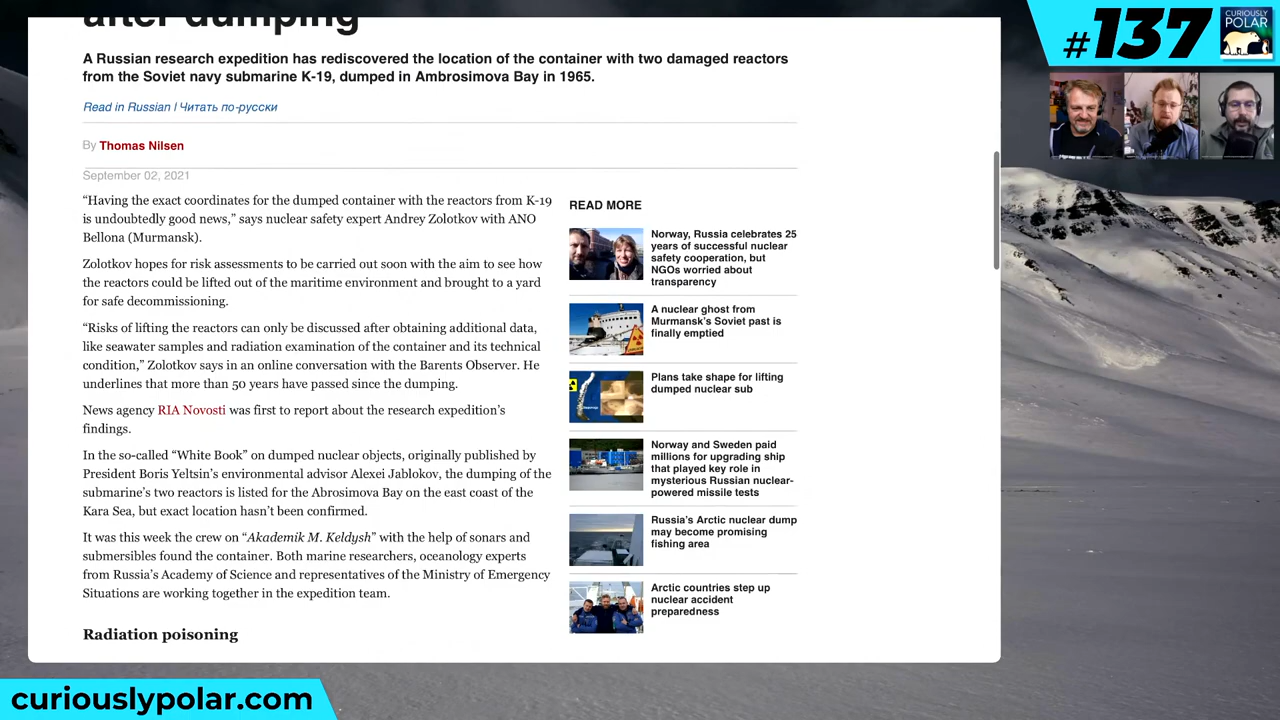 after dumping
A Russian research expedition has rediscovered the location of the container with two damaged reactors
from the Soviet navy submarine K-19, dumped in Ambrosimova Bay in 1965.
Read in Russian | Читать по-русски
By Thomas Nilsen
September 02, 2021
“Having the exact coordinates for the dumped container with the reactors from K-19
is undoubtedly good news,” says nuclear safety expert Andrey Zolotkov with ANO
Bellona (Murmansk).
Zolotkov hopes for risk assessments to be carried out soon with the aim to see how
the reactors could be lifted out of the maritime environment and brought to a yard
for safe decommissioning.
“Risks of lifting the reactors can only be discussed after obtaining additional data,
like seawater samples and radiation examination of the container and its technical
condition,” Zolotkov says in an online conversation with the Barents Observer. He
underlines that more than 50 years have passed since the dumping.
News agency RIA Novosti was first to report about the research expedition’s
findings.
In the so-called “White Book” on dumped nuclear objects, originally published by
President Boris Yeltsin’s environmental advisor Alexei Jablokov, the dumping of the
submarine’s two reactors is listed for the Abrosimova Bay on the east coast of the
Kara Sea, but exact location hasn’t been confirmed.
It was this week the crew on “Akademik M. Keldysh” with the help of sonars and
submersibles found the container. Both marine researchers, oceanology experts
from Russia’s Academy of Science and representatives of the Ministry of Emergency
Situations are working together in the expedition team.
Radiation poisoning
READ MORE
Norway, Russia celebrates 25
years of successful nuclear
safety cooperation, but
NGOs worried about
transparency
A nuclear ghost from
Murmansk’s Soviet past is
finally emptied
Plans take shape for lifting
dumped nuclear sub
Norway and Sweden paid
millions for upgrading ship
that played key role in
mysterious Russian nuclear-
powered missile tests
Russia’s Arctic nuclear dump
may become promising
fishing area
Arctic countries step up
nuclear accident
preparedness
#137
CURIOUSLY
POLAR
curiouslypolar.com